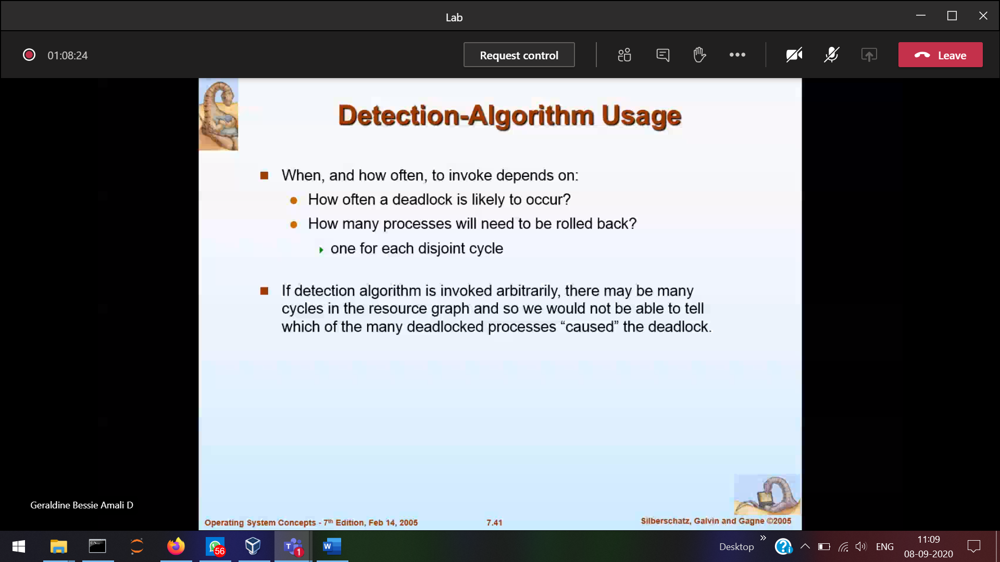 Lab
01:08:24
Request control
Leave
Detection-Algorithm Usage
When, and how often, to invoke depends on:
How often a deadlock is likely to occur?
How many processes will need to be rolled back?
one for each disjoint cycle
If detection algorithm is invoked arbitrarily, there may be many
cycles in the resource graph and so we would not be able to tell
which of the many deadlocked processes “caused” the deadlock.
Geraldine Bessie Amali D
Operating System Concepts - 7th Edition, Feb 14, 2005
7.41
Silberschatz, Galvin and Gagne ©2005
56
T
1
W
Desktop
ENG
11:09
08-09-2020